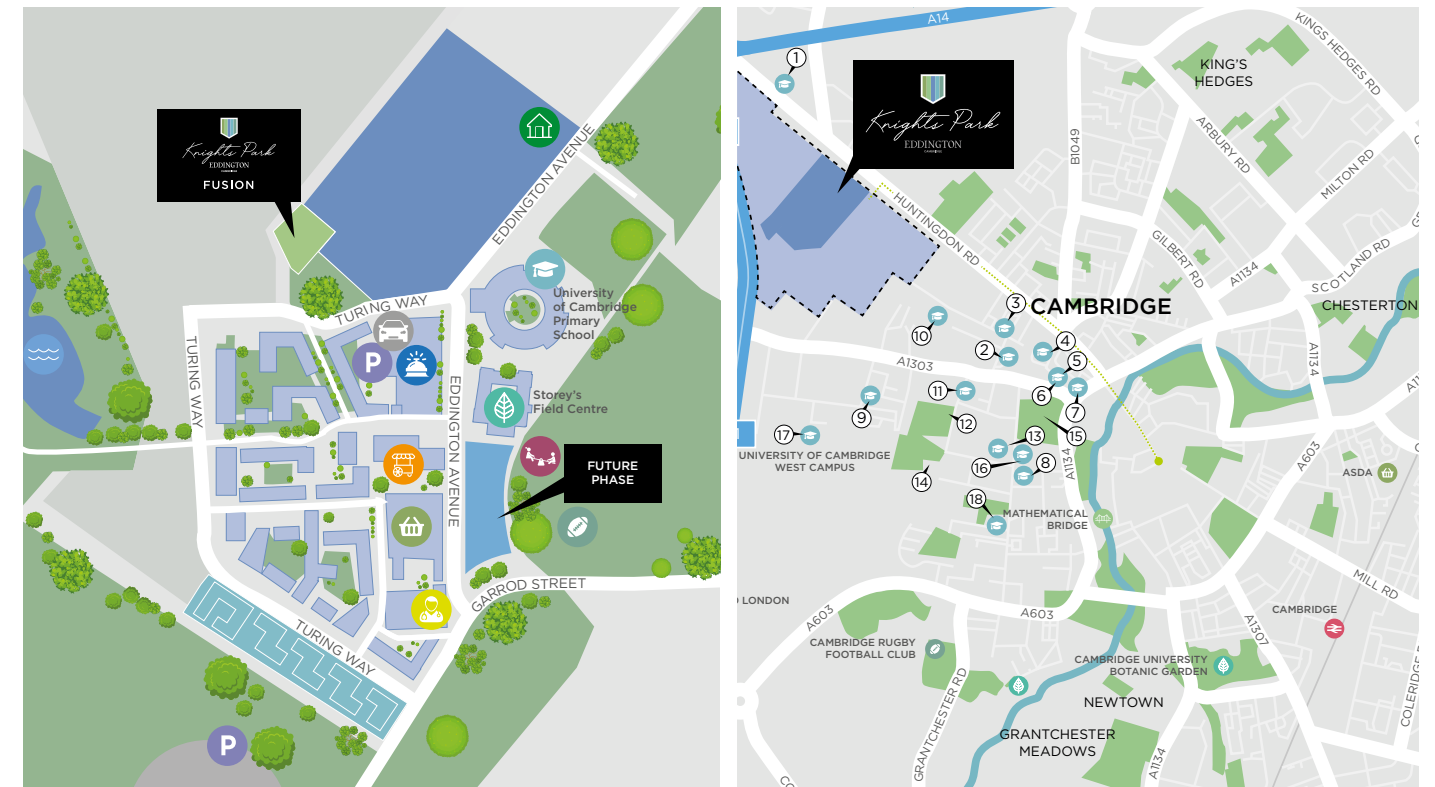 Knights Park
EDDINGTON
CAMBRIDGE
FUSION
EDDINGTON AVENUE
University
of Cambridge
Primary
School
TURING WAY
P
TURING WAY
EDDINGTON AVENUE
Storey's
Field Centre
FUTURE
PHASE
GARROD STREET
TURING WAY
P
A14
1
Knights Park
EDDINGTON
CAMBRIDGE
KINGS HEDGES RD
KING'S
HEDGES
B1049
ARBURY RD
MILTON RD
HUNTINGDON RD
GILBERT RD
A1134
SCOTLAND RD
CHESTERTON
CAMBRIDGE
3
10
2
4
5
A1303
A1134
11
6
7
9
12
17
13
15
UNIVERSITY OF CAMBRIDGE
WEST CAMPUS
16
8
A1134
A603
ASDA
14
18
MATHEMATICAL
BRIDGE
MILL RD
LONDON
A603
A603
CAMBRIDGE
A1307
CAMBRIDGE RUGBY
FOOTBALL CLUB
CAMBRIDGE UNIVERSITY
BOTANIC GARDEN
GRANTCHESTER RD
NEWTOWN
COLERIDGE
GRANTCHESTER
MEADOWS
A1134